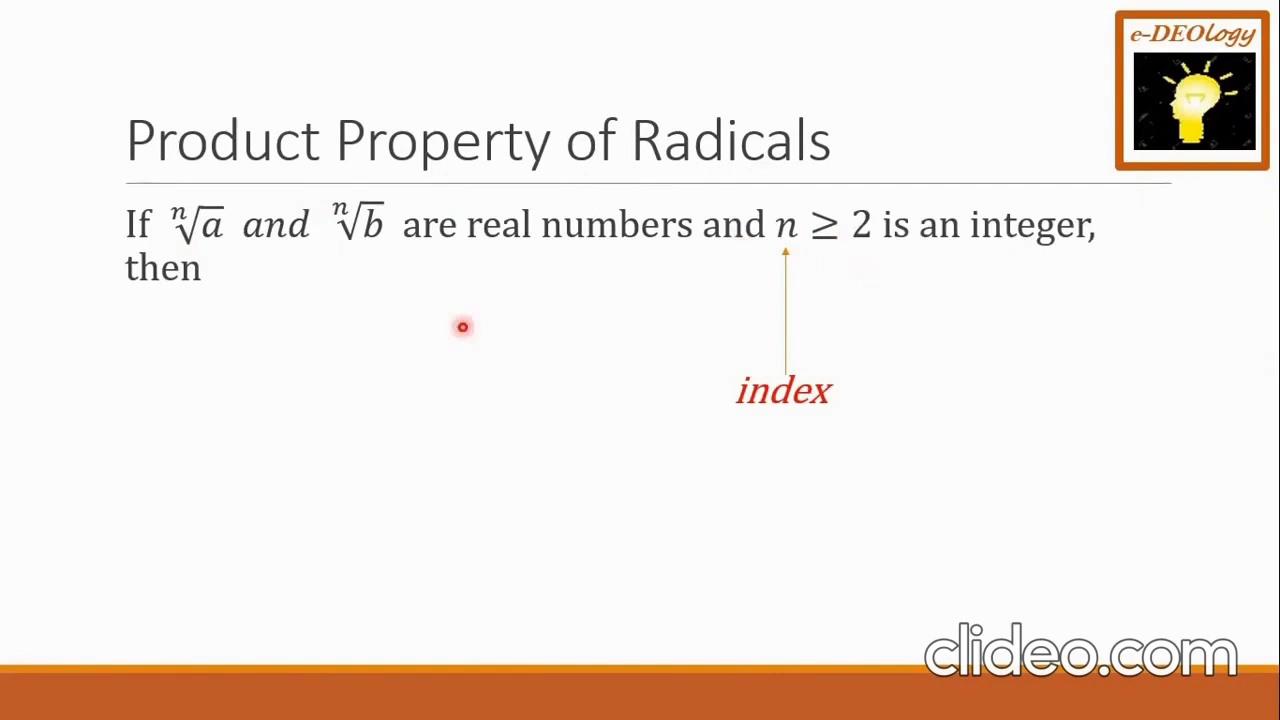 e-DEOlogy
Product Property of Radicals
If ⁿ√a and ⁿ√b are real numbers and n ≥ 2 is an integer,
then
index
clideo.com